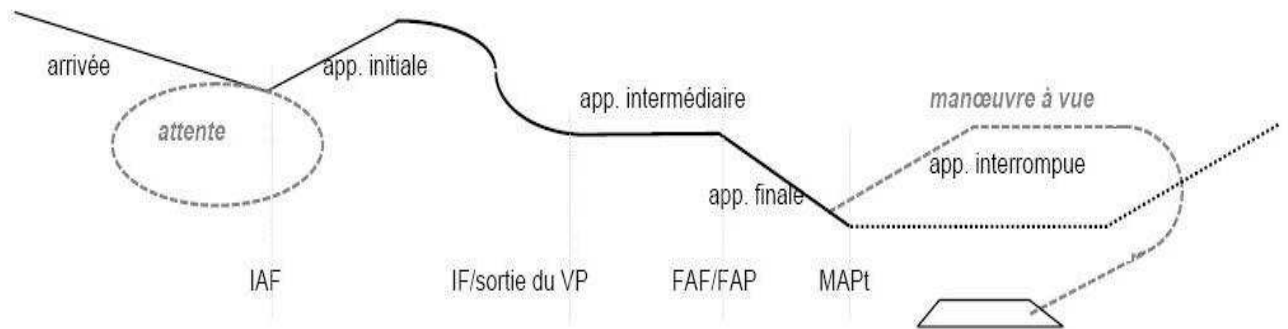 arrivée
app. initiale
attente
app. intermédiaire
manœuvre à vue
app. interrompue
app. finale
IAF
IF/sortie du VP
FAF/FAP
MAPt